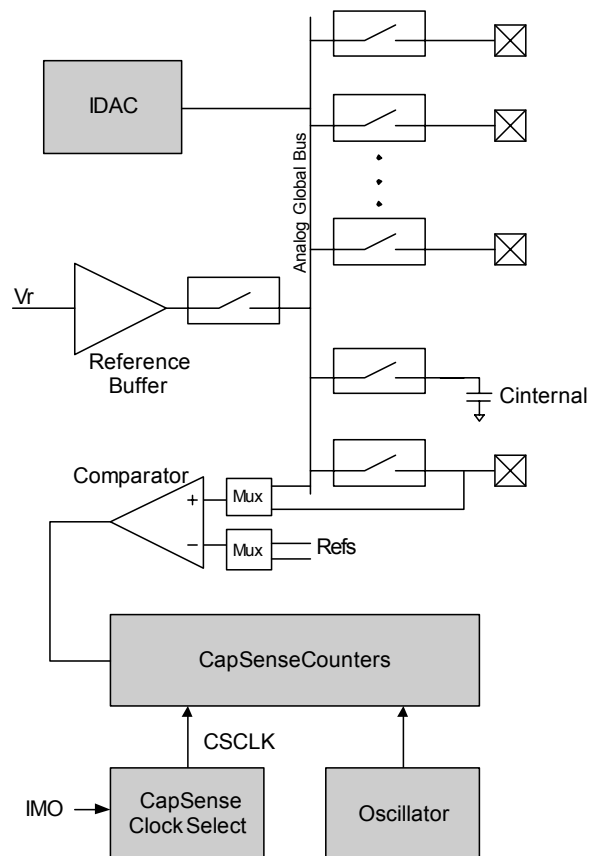 IDAC
Analog Global Bus
Vr
Reference
Buffer
Cinternal
Comparator
+
Mux
−
Mux
Refs
CapSenseCounters
CSCLK
IMO
CapSense
Clock Select
Oscillator